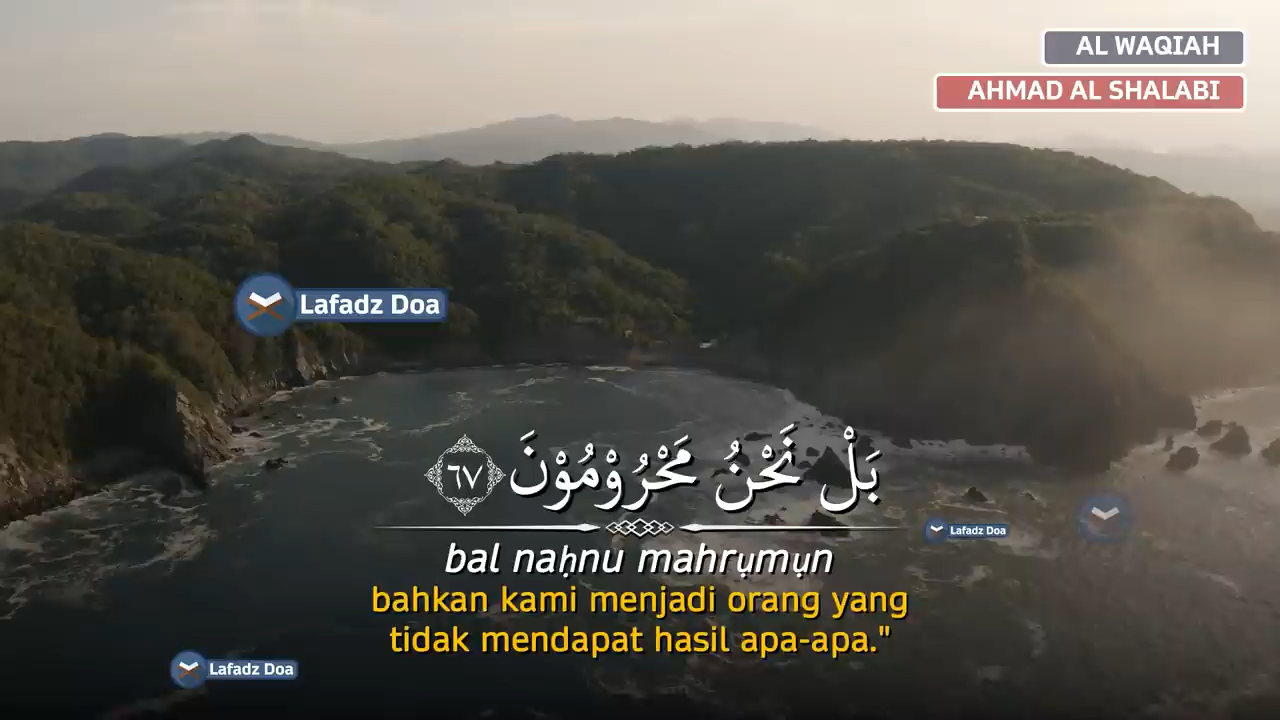 AL WAQIAH
AHMAD AL SHALABI
Lafadz Doa
بَلْ نَحْنُ مَحْرُوْمُوْنَ ٦٧
bal naḥnu mahrụmụn
Lafadz Doa
bahkan kami menjadi orang yang
tidak mendapat hasil apa-apa."
Lafadz Doa